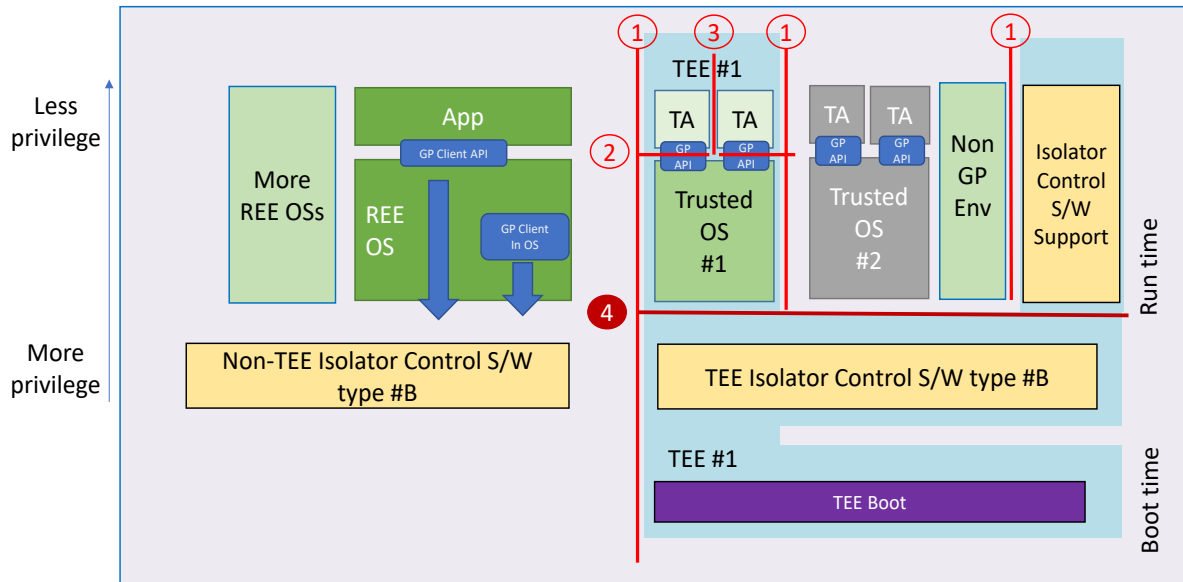 1
3
1
1
TEE #1
Less
privilege
App
GP Client API
More
REE OSs
REE
OS
GP Client
In OS
2
TA
TA
GP
API
GP
API
Trusted
OS
#1
TA
TA
GP
API
GP
API
Trusted
OS
#2
Non
GP
Env
Isolator
Control
S/W
Support
Run time
4
More
privilege
Non-TEE Isolator Control S/W
type #B
TEE Isolator Control S/W type #B
TEE #1
TEE Boot
Boot time